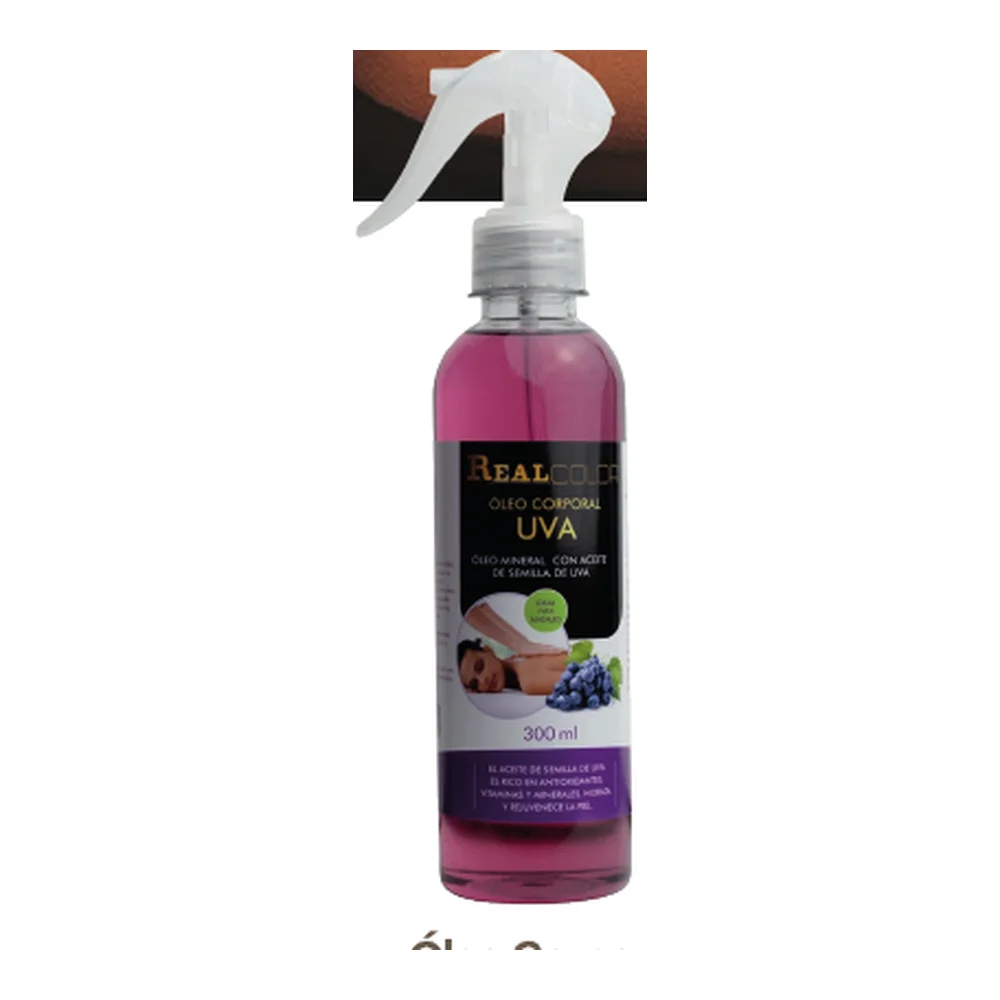 REALCOLOR
ÓLEO CORPORAL
UVA
ÓLEO MINERAL CON ACEITE
DE SEMILLA DE UVA
300 ml
EL ACEITE DE SEMILLA DE UVA
ES RICO EN ANTIOXIDANTES,
VITAMINAS Y MINERALES, HIDRATA
Y REJUVENECE LA PIEL.